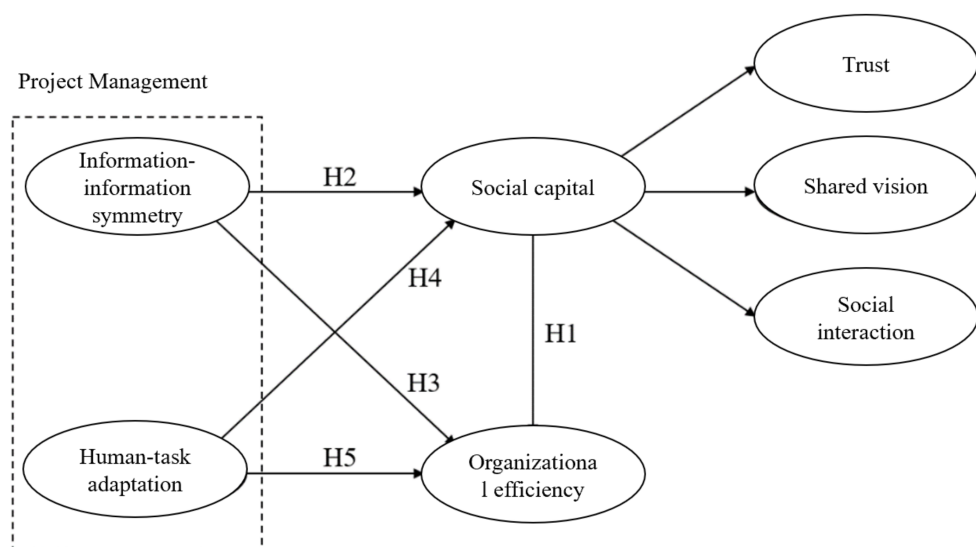 Project Management
Information-
information
symmetry
Human-task
adaptation
H2
H4
H3
H5
Social capital
H1
Organizationa
l efficiency
Trust
Shared vision
Social
interaction